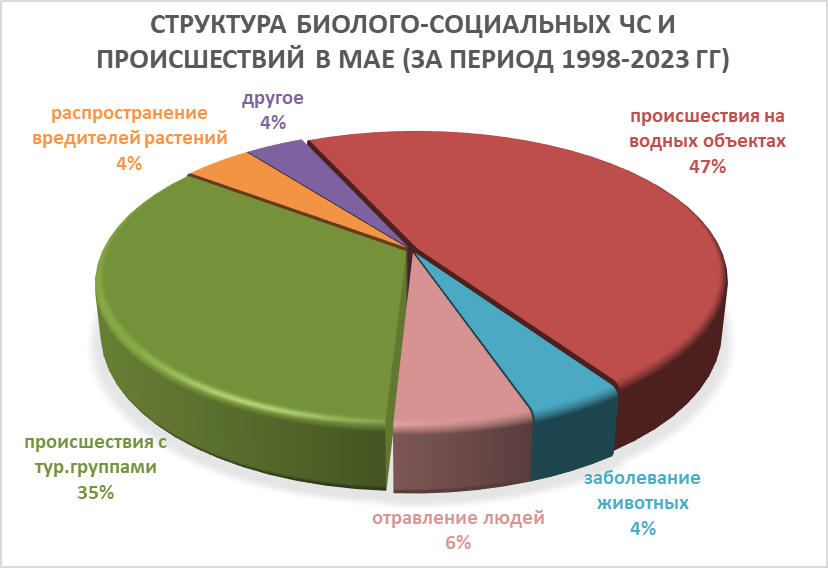 СТРУКТУРА БИОЛОГО-СОЦИАЛЬНЫХ ЧС И
ПРОИСШЕСТВИЙ В МАЕ (ЗА ПЕРИОД 1998-2023 ГГ)
другое
4%
распространение
вредителей растений
4%
происшествия на
водных объектах
47%
происшествия с
тур.группами
35%
заболевание
животных
4%
отравление людей
6%